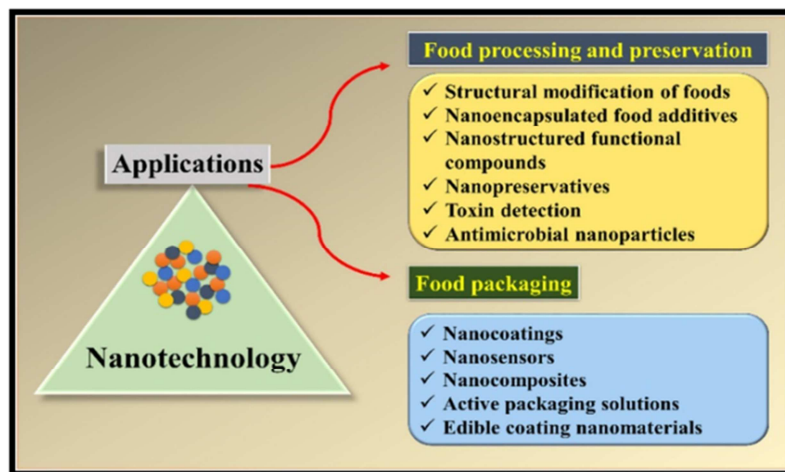 Applications
Nanotechnology
Food processing and preservation
✓ Structural modification of foods
✓ Nanoencapsulated food additives
✓ Nanostructured functional
compounds
✓ Nanopreservatives
✓ Toxin detection
✓ Antimicrobial nanoparticles
Food packaging
✓ Nanocoatings
✓ Nanosensors
✓ Nanocomposites
✓ Active packaging solutions
✓ Edible coating nanomaterials